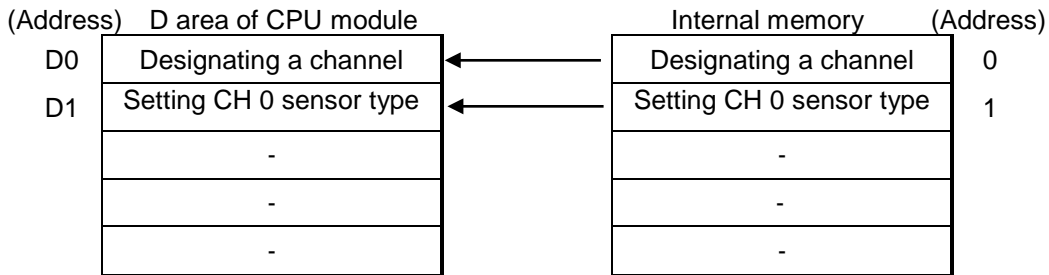 (Address) D area of CPU module Internal memory (Address)
D0 Designating a channel Designating a channel 0
D1 Setting CH 0 sensor type Setting CH 0 sensor type 1
- -
- -
- -